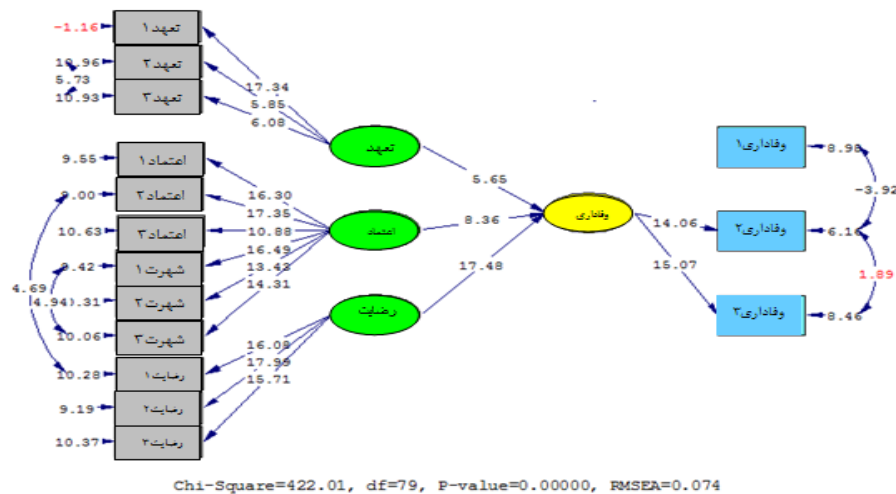 -1.16
تعهد۱
10.96
تعهد۲
5.73
10.93
تعهد۳
17.34
5.85
6.08
تعهد
9.55
اعتماد۱
9.00
اعتماد۲
10.63
اعتماد۳
شهرت۱
شهرت۲
10.06
شهرت۳
4.69
4.94
16.30
17.35
10.88
16.49
13.43
14.31
اعتماد
10.28
رضایت۱
9.19
رضایت۲
10.37
رضایت۳
16.08
17.99
15.71
رضایت
5.65
8.36
17.48
وفاداری
14.06
15.07
وفاداری۱
8.98
-3.92
وفاداری۲
1.89
وفاداری۳
8.46
Chi-Square=422.01, df=79, P-value=0.00000, RMSEA=0.074